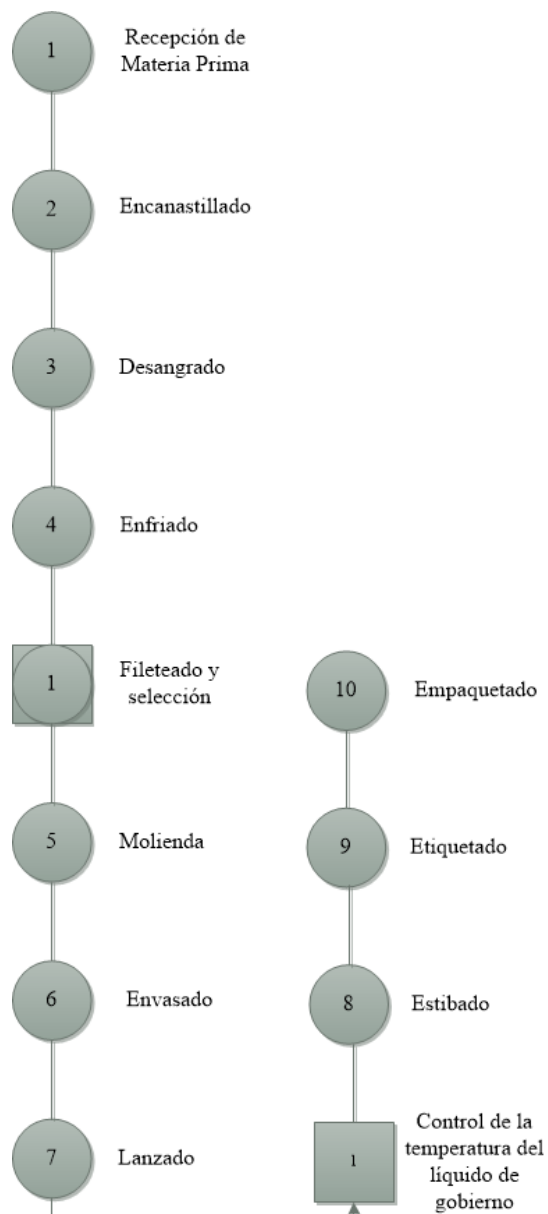 1
Recepción de
Materia Prima
2
Encanastillado
3
Desangrado
4
Enfriado
1
Fileteado y
selección
5
Molienda
6
Envasado
7
Lanzado
10
Empaquetado
9
Etiquetado
8
Estibado
1
Control de la
temperatura del
líquido de
gobierno